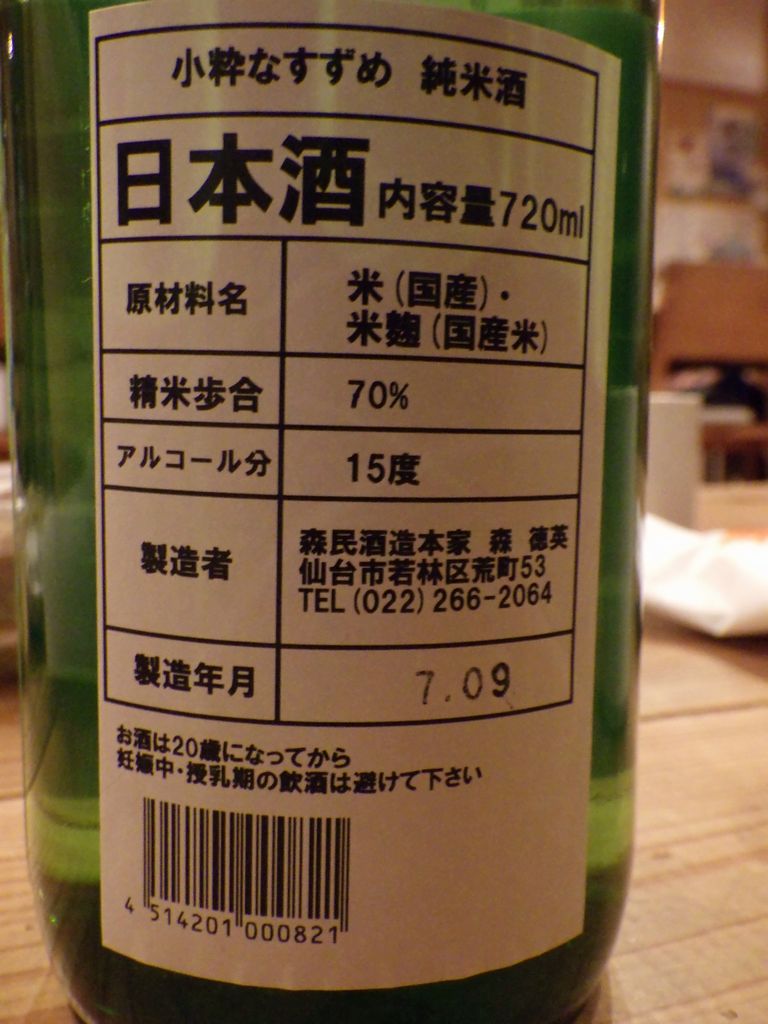 小粋なすずめ 純米酒
日本酒 内容量720ml
原材料名 米(国産)・
米麹(国産米)
精米歩合 70%
アルコール分 15度
製造者 森民酒造本家 森 徳英
仙台市若林区荒町53
TEL(022)266-2064
製造年月 7.09
お酒は20歳になってから
妊娠中・授乳期の飲酒は避けて下さい
4 514201 000821